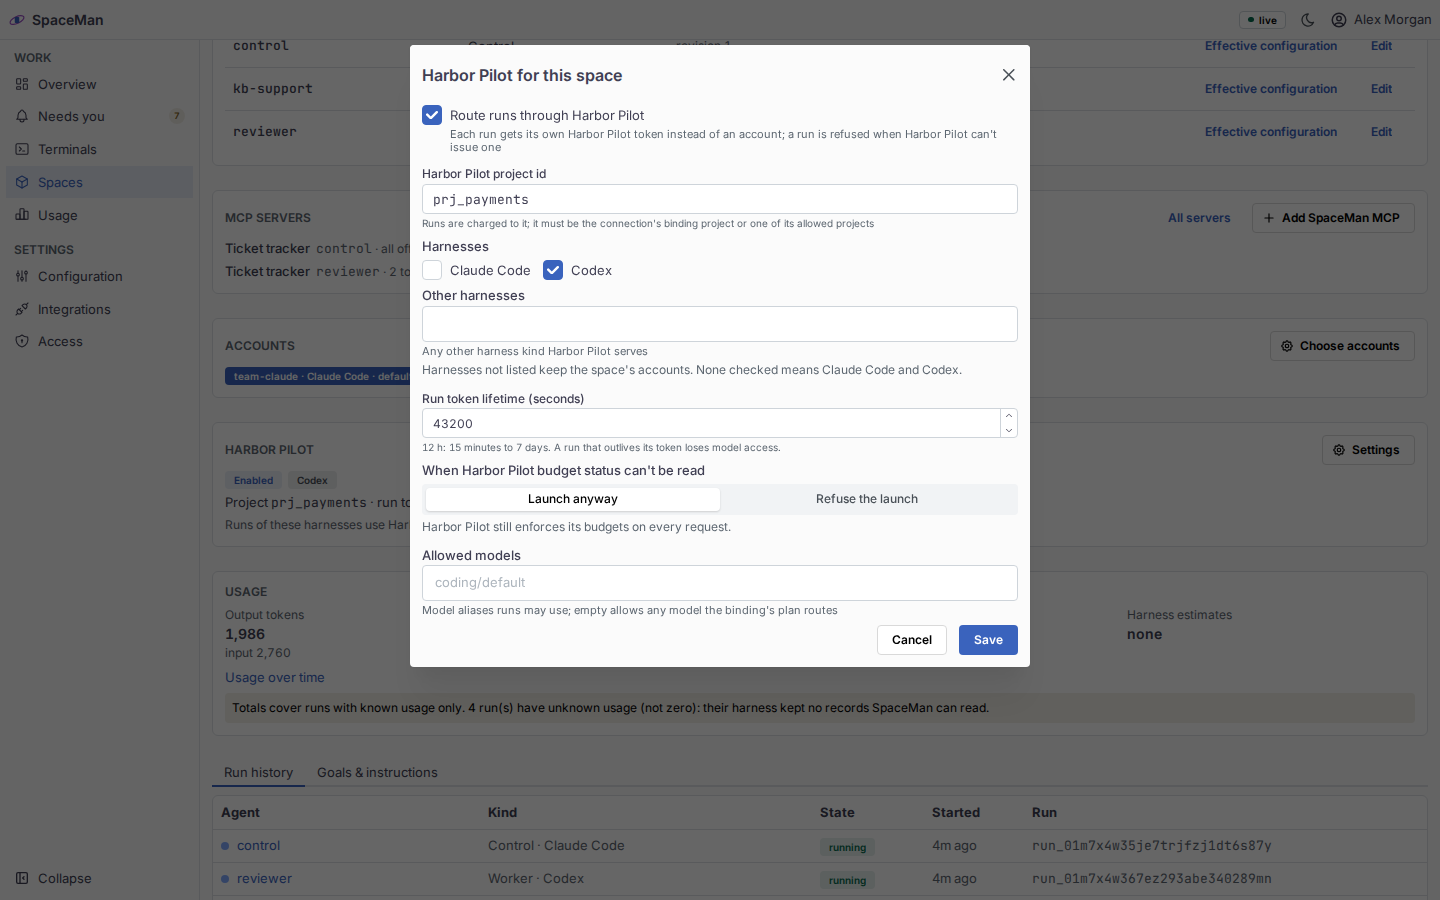 SpaceMan
live
Alex Morgan
WORK
Overview
Needs you
7
Terminals
Spaces
Usage
SETTINGS
Configuration
Integrations
Access
Collapse
control
Effective configuration
Edit
kb-support
Effective configuration
Edit
reviewer
Effective configuration
Edit
MCP SERVERS
All servers
Add SpaceMan MCP
Ticket tracker control · all
Ticket tracker reviewer · 2
ACCOUNTS
Choose accounts
team-claude · Claude Code ·
HARBOR PILOT
Settings
Enabled
Codex
Project prj_payments · run
Runs of these harnesses use
USAGE
Output tokens
1,986
input 2,760
Harness estimates
none
Usage over time
Totals cover runs with known usage only. 4 run(s) have unknown usage (not zero): their harness kept no records SpaceMan can read.
Run history
Goals & instructions
Agent Kind State Started Run
control Control · Claude Code running 4m ago run_01m7x4w35je7trjfzj1dt6s87y
reviewer Worker · Codex running 4m ago run_01m7x4w367ez293abe340289mn
Harbor Pilot for this space
Route runs through Harbor Pilot
Each run gets its own Harbor Pilot token instead of an account; a run is refused when Harbor Pilot can't
issue one
Harbor Pilot project id
prj_payments
Runs are charged to it; it must be the connection's binding project or one of its allowed projects
Harnesses
Claude Code
Codex
Other harnesses
Any other harness kind Harbor Pilot serves
Harnesses not listed keep the space's accounts. None checked means Claude Code and Codex.
Run token lifetime (seconds)
43200
12 h: 15 minutes to 7 days. A run that outlives its token loses model access.
When Harbor Pilot budget status can't be read
Launch anyway
Refuse the launch
Harbor Pilot still enforces its budgets on every request.
Allowed models
coding/default
Model aliases runs may use; empty allows any model the binding's plan routes
Cancel
Save